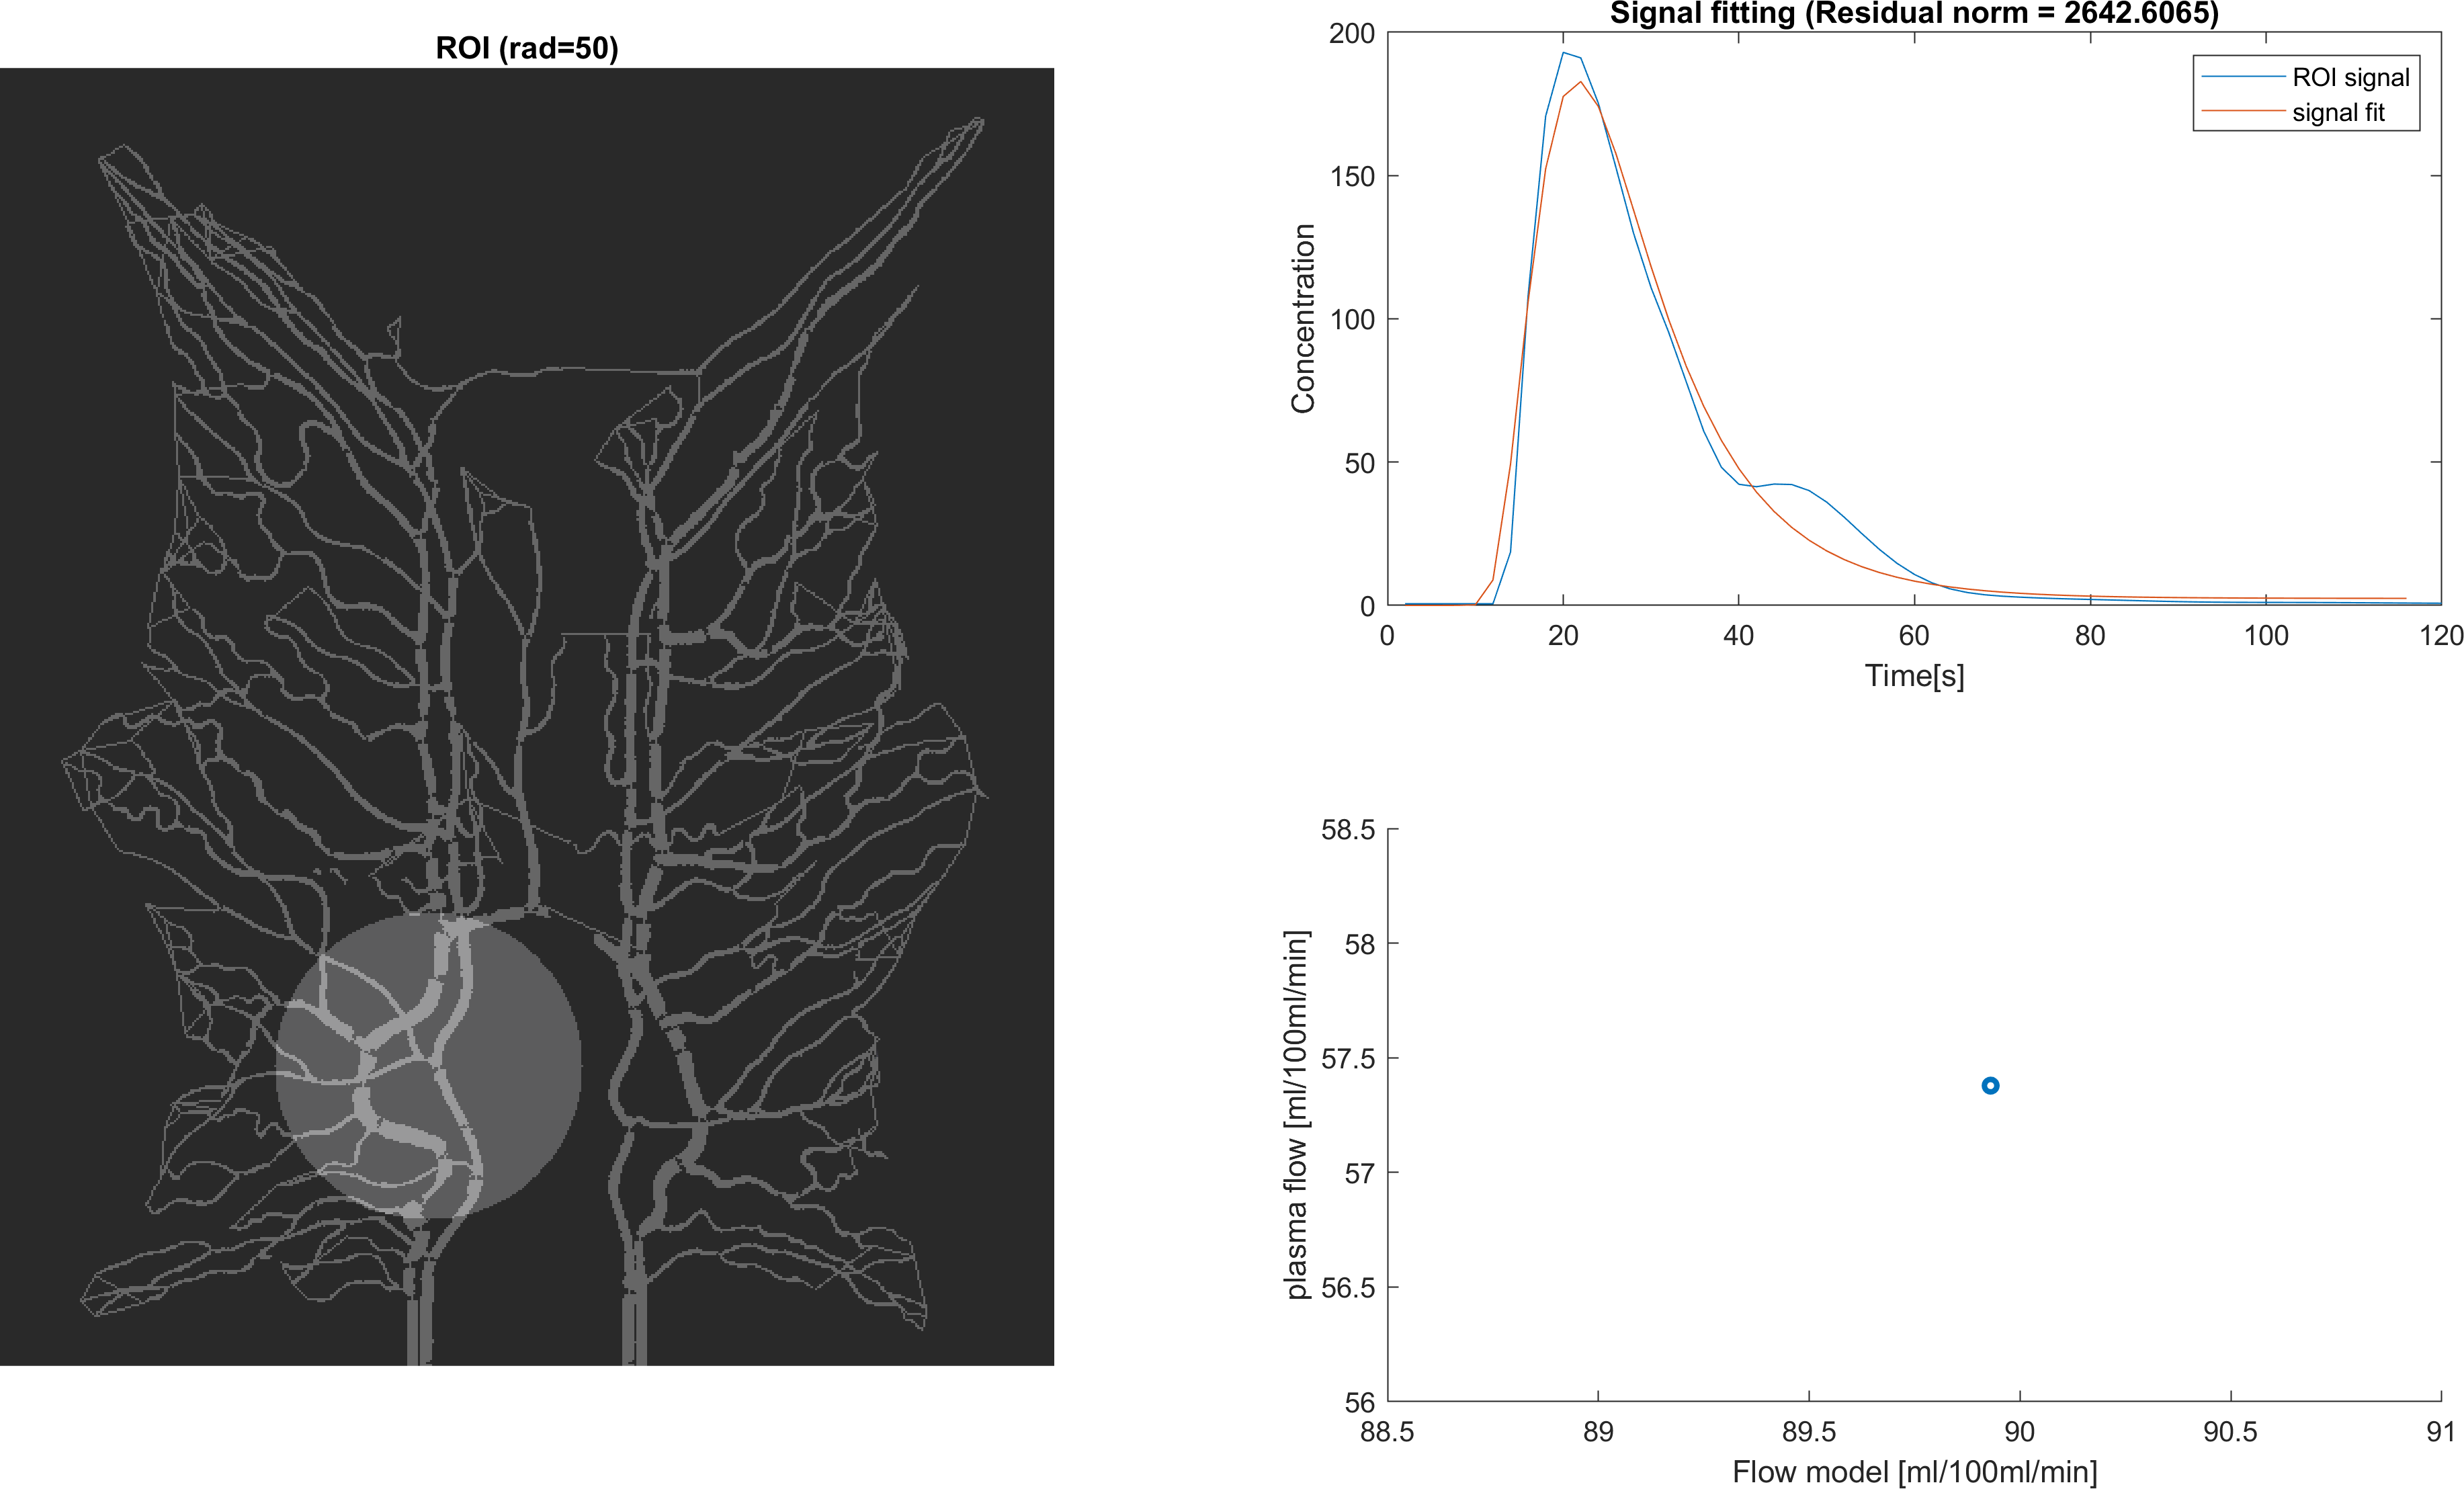 ROI (rad=50)
Signal fitting (Residual norm = 2642.6065)
200
150
100
50
0
Concentration
ROI signal
signal fit
0 20 40 60 80 100 120
Time[s]
58.5
58
57.5
57
56.5
56
plasma flow [ml/100ml/min]
88.5 89 89.5 90 90.5 91
Flow model [ml/100ml/min]